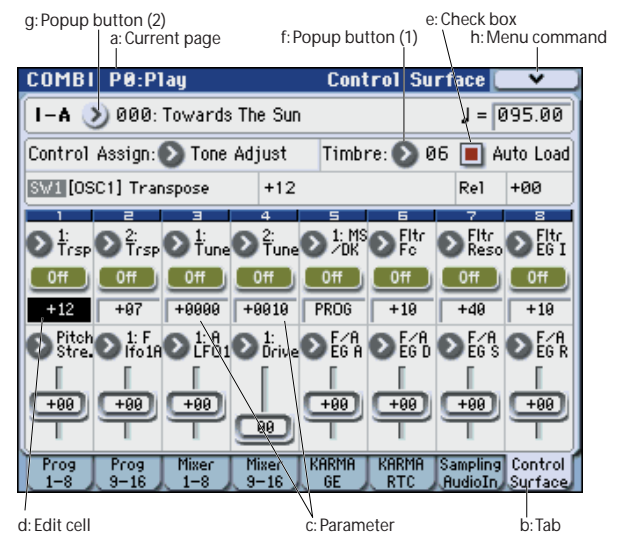 g: Popup button (2)
a: Current page
f: Popup button (1)
e: Check box
h: Menu command
COMBI P0:Play Control Surface
I-A 000: Towards The Sun ♩ = 095.00
Control Assign: Tone Adjust Timbre: 06 Auto Load
SW1 [OSC1] Transpose +12 Rel +00
1 2 3 4 5 6 7 8
1: Trsp 2: Trsp 1: Tune 2: Tune 1: MS/DK Fltr Fc Fltr Reso Fltr EG I
Off Off Off Off Off Off Off Off
+12 +07 +0000 +0010 PROG +10 +40 +10
Pitch Stre. 1: F lfo1A 1: A LFO1 1: Drive F/A EG A F/A EG D F/A EG S F/A EG R
+00 +00 +00 00 +00 +00 +00 +00
Prog 1-8 Prog 9-16 Mixer 1-8 Mixer 9-16 KARMA GE KARMA RTC Sampling AudioIn Control Surface
d: Edit cell
c: Parameter
b: Tab